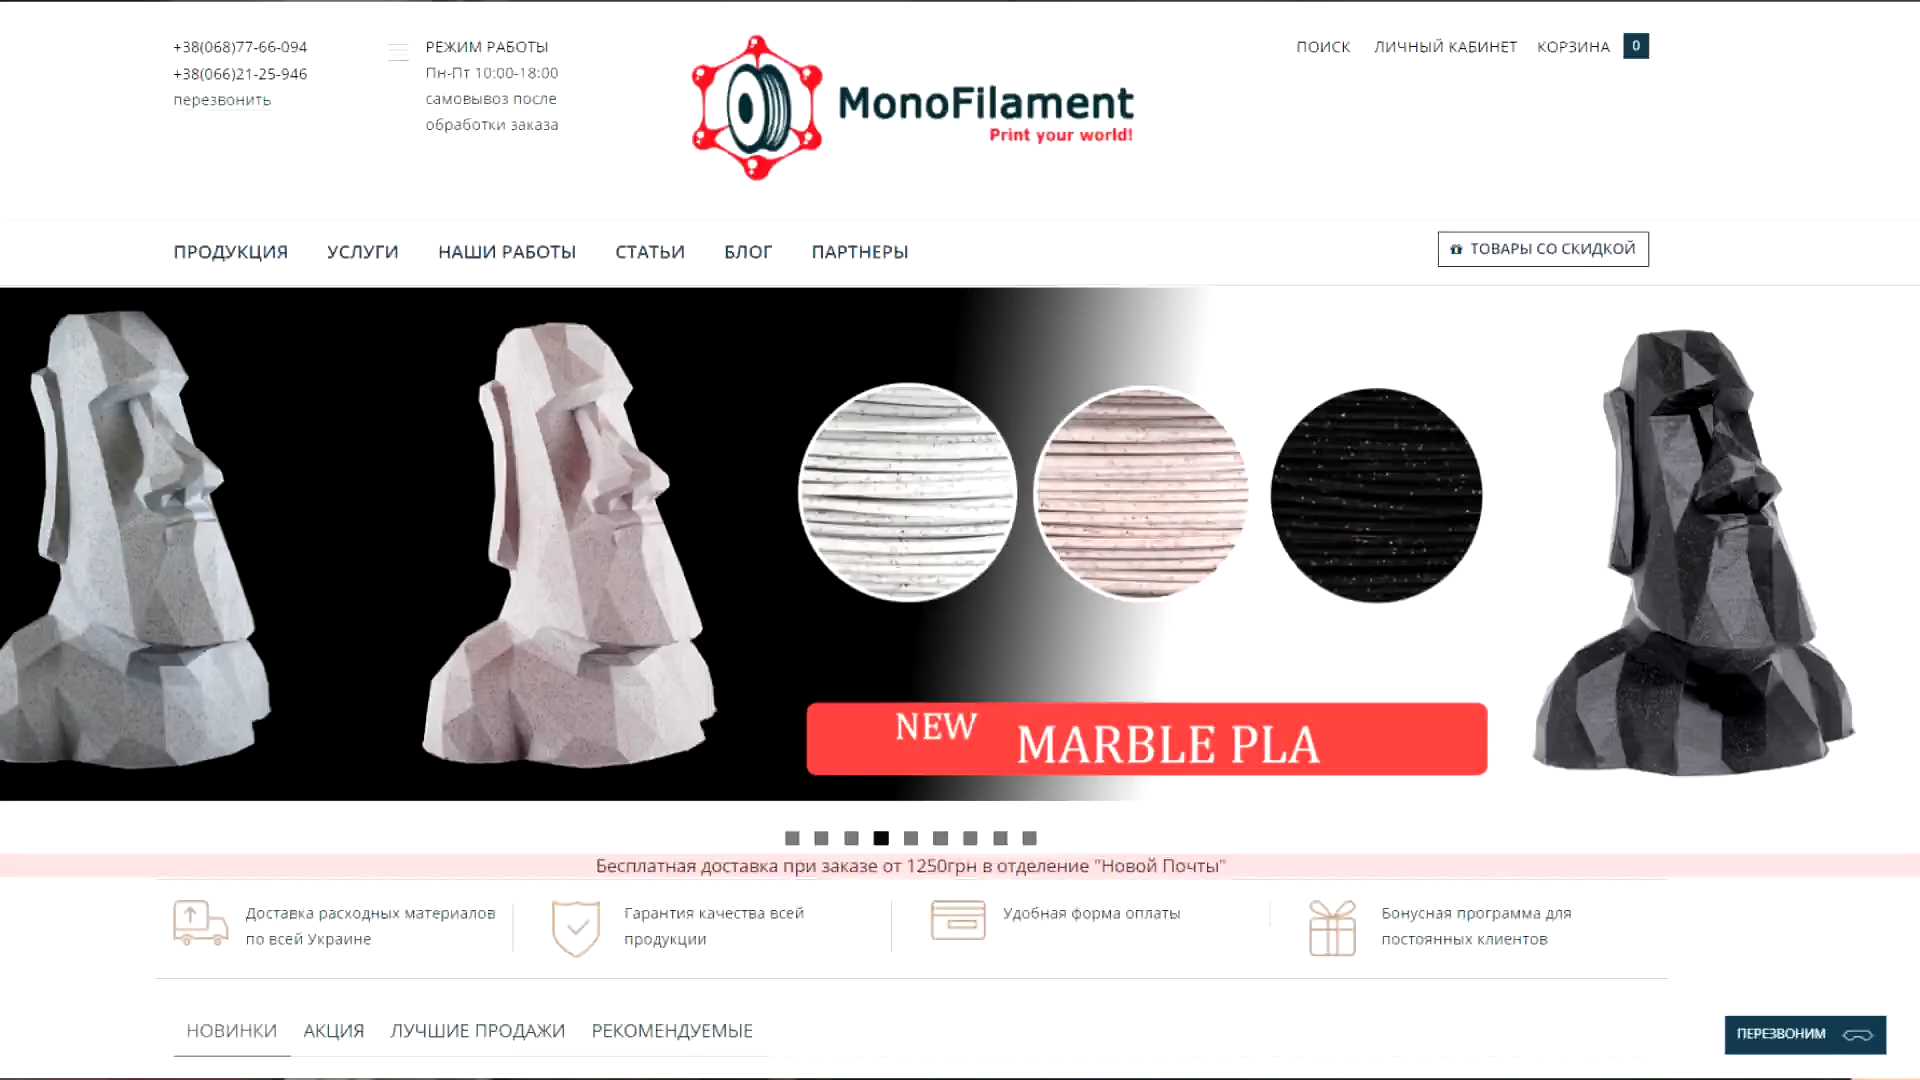 +38(068)77-66-094
+38(066)21-25-946
перезвонить
РЕЖИМ РАБОТЫ
Пн-Пт 10:00-18:00
самовывоз после
обработки заказа
MonoFilament
Print your world!
ПОИСК ЛИЧНЫЙ КАБИНЕТ КОРЗИНА 0
ПРОДУКЦИЯ УСЛУГИ НАШИ РАБОТЫ СТАТЬИ БЛОГ ПАРТНЕРЫ
ТОВАРЫ СО СКИДКОЙ
NEW MARBLE PLA
Бесплатная доставка при заказе от 1250грн в отделение "Новой Почты"
Доставка расходных материалов
по всей Украине
Гарантия качества всей
продукции
Удобная форма оплаты
Бонусная программа для
постоянных клиентов
НОВИНКИ АКЦИЯ ЛУЧШИЕ ПРОДАЖИ РЕКОМЕНДУЕМЫЕ
ПЕРЕЗВОНИМ